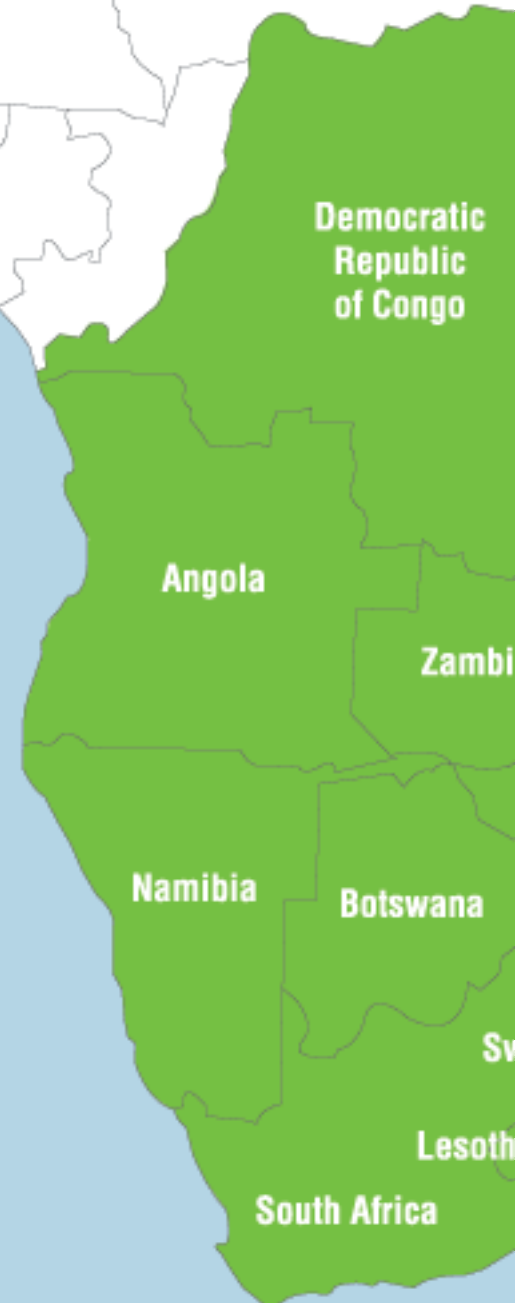 Democratic
Republic
of Congo
Angola
Zambi
Namibia
Botswana
Sw
Lesoth
South Africa